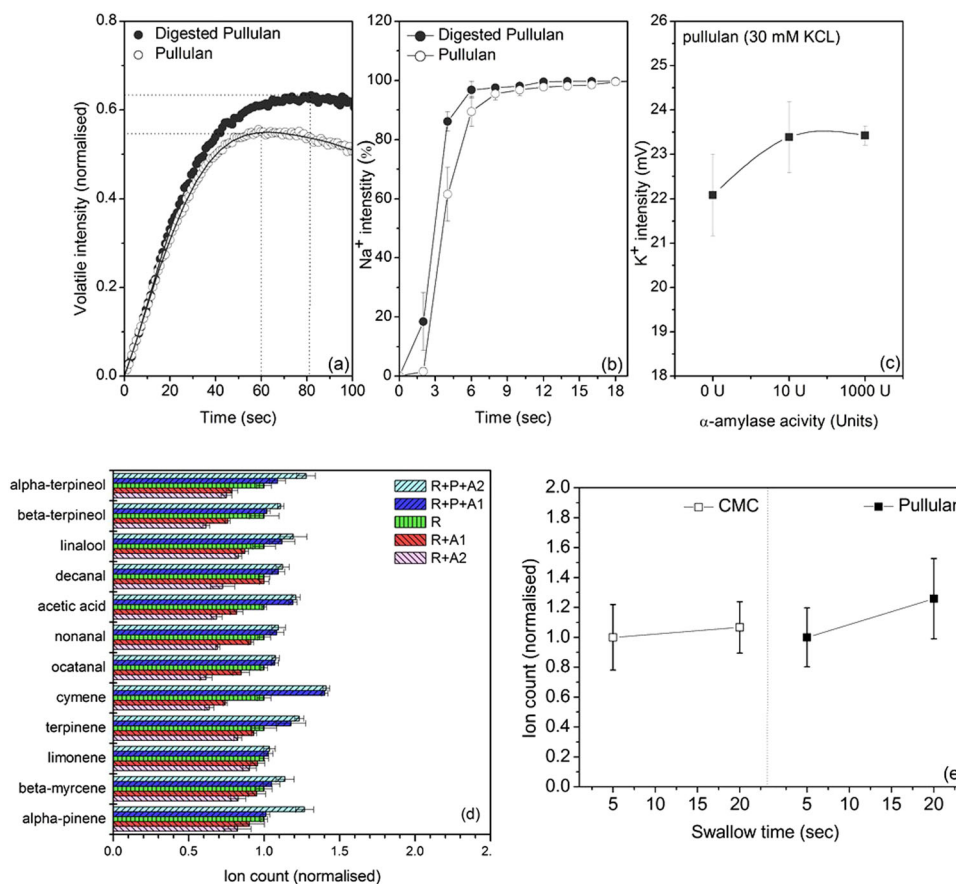 Digested Pullulan
Pullulan
Volatile intensity (normalised)
0.8
0.6
0.4
0.2
0.0
0 20 40 60 80 100
Time (sec)
(a)
Digested Pullulan
Pullulan
Na+ intenstity (%)
120
100
80
60
40
20
0
0 3 6 9 12 15 18
Time (sec)
(b)
pullulan (30 mM KCL)
K+ intensity (mV)
26
25
24
23
22
21
20
19
18
0 U 10 U 1000 U
α-amylase acivity (Units)
(c)
alpha-terpineol
beta-terpineol
linalool
decanal
acetic acid
nonanal
ocatanal
cymene
terpinene
limonene
beta-myrcene
alpha-pinene
R+P+A2
R+P+A1
R
R+A1
R+A2
(d)
0.0 0.5 1.0 1.5 2.0 2.
Ion count (normalised)
CMC
Pullulan
Ion count (normalised)
2.0
1.8
1.6
1.4
1.2
1.0
0.8
0.6
0.4
0.2
0.0
5 10 15 20 5 10 15 20
Swallow time (sec)
(e